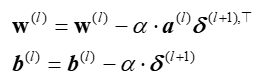 w⁽ˡ⁾ = w⁽ˡ⁾ − α · a⁽ˡ⁾ δ⁽ˡ⁺¹⁾,⊤
b⁽ˡ⁾ = b⁽ˡ⁾ − α · δ⁽ˡ⁺¹⁾